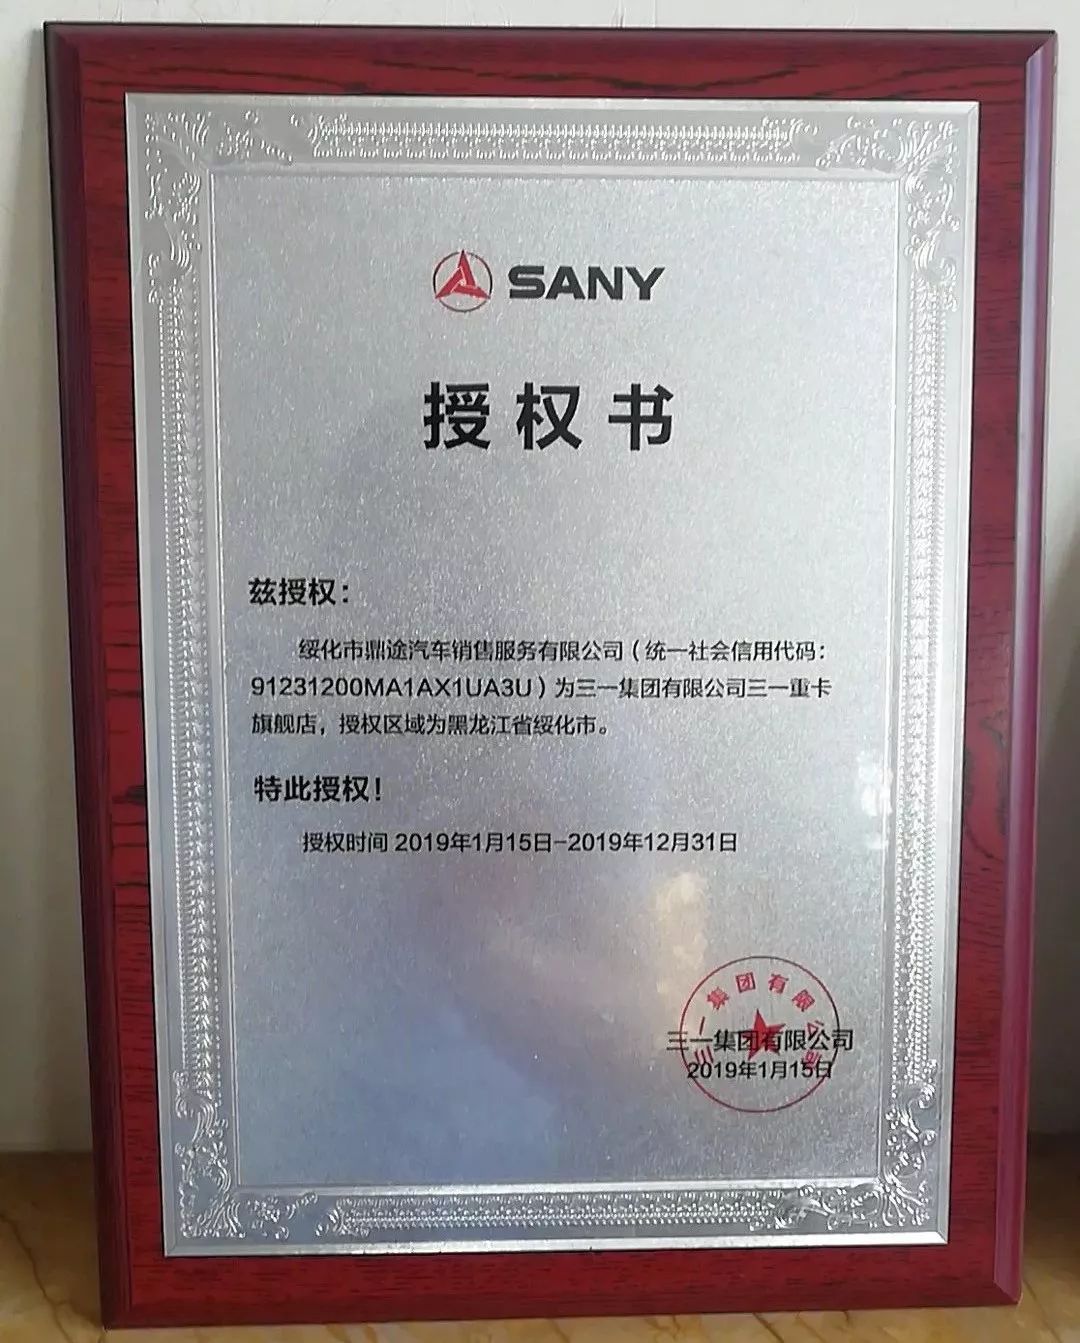 SANY
授权书
兹授权：
绥化市鼎途汽车销售服务有限公司（统一社会信用代码：
91231200MA1AX1UA3U）为三一集团有限公司三一重卡
旗舰店，授权区域为黑龙江省绥化市。
特此授权！
授权时间 2019年1月15日-2019年12月31日
三一集团有限公司
三一集团有限公司
2019年1月15日